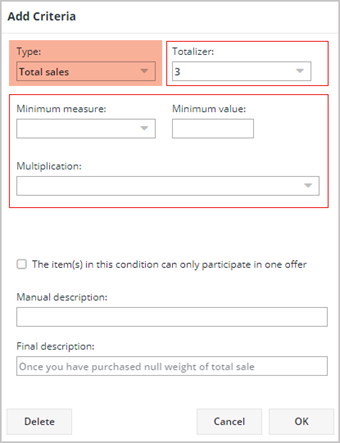 Add Criteria
Type: Totalizer:
Total sales 3
Minimum measure: Minimum value:
Multiplication:
The item(s) in this condition can only participate in one offer
Manual description:
Final description:
Once you have purchased null weight of total sale
Delete Cancel OK